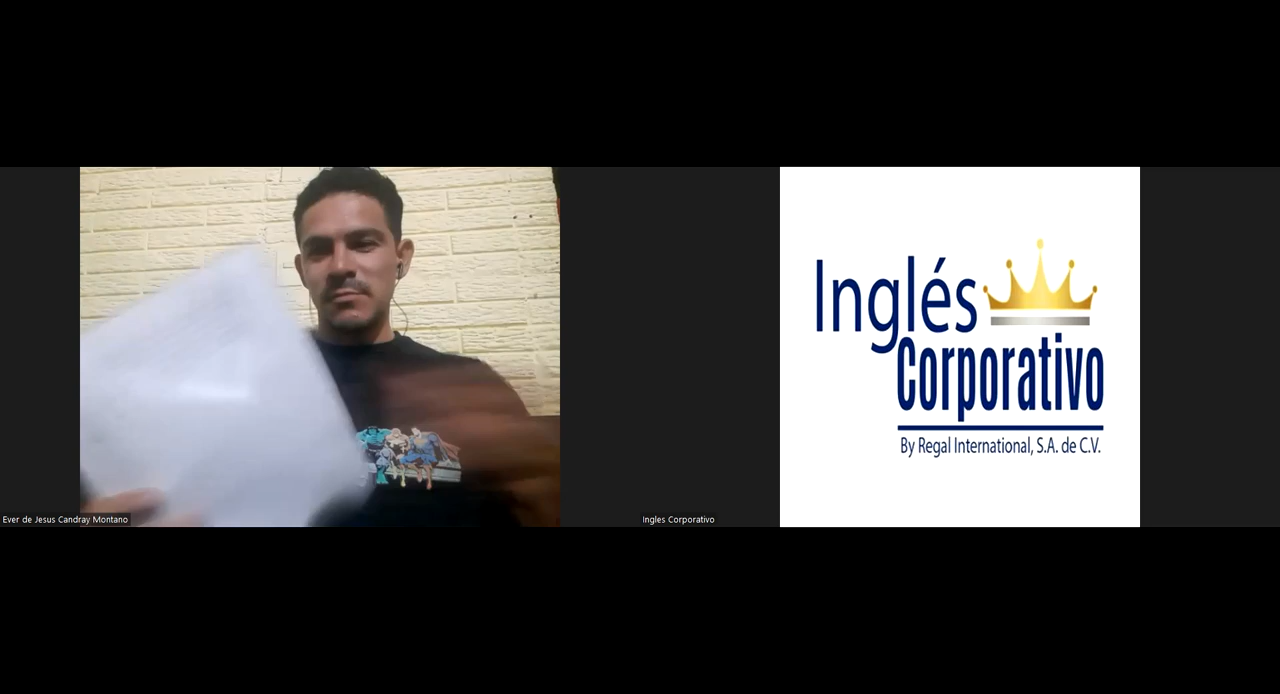 Inglés
Corporativo
By Regal International, S.A. de C.V.
Ever de Jesus Candray Montano
Ingles Corporativo